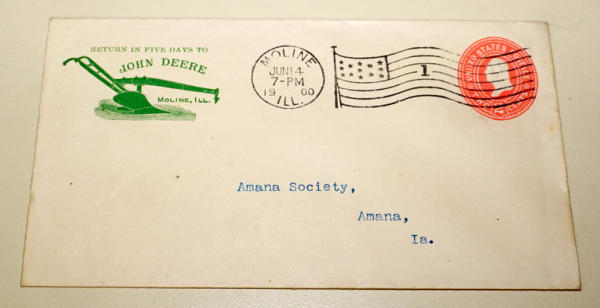 RETURN IN FIVE DAYS TO
JOHN DEERE
MOLINE, ILL.
MOLINE
JUN 14
7-PM
19 00
ILL.
1
UNITED STATES
Amana Society,
Amana,
Ia.